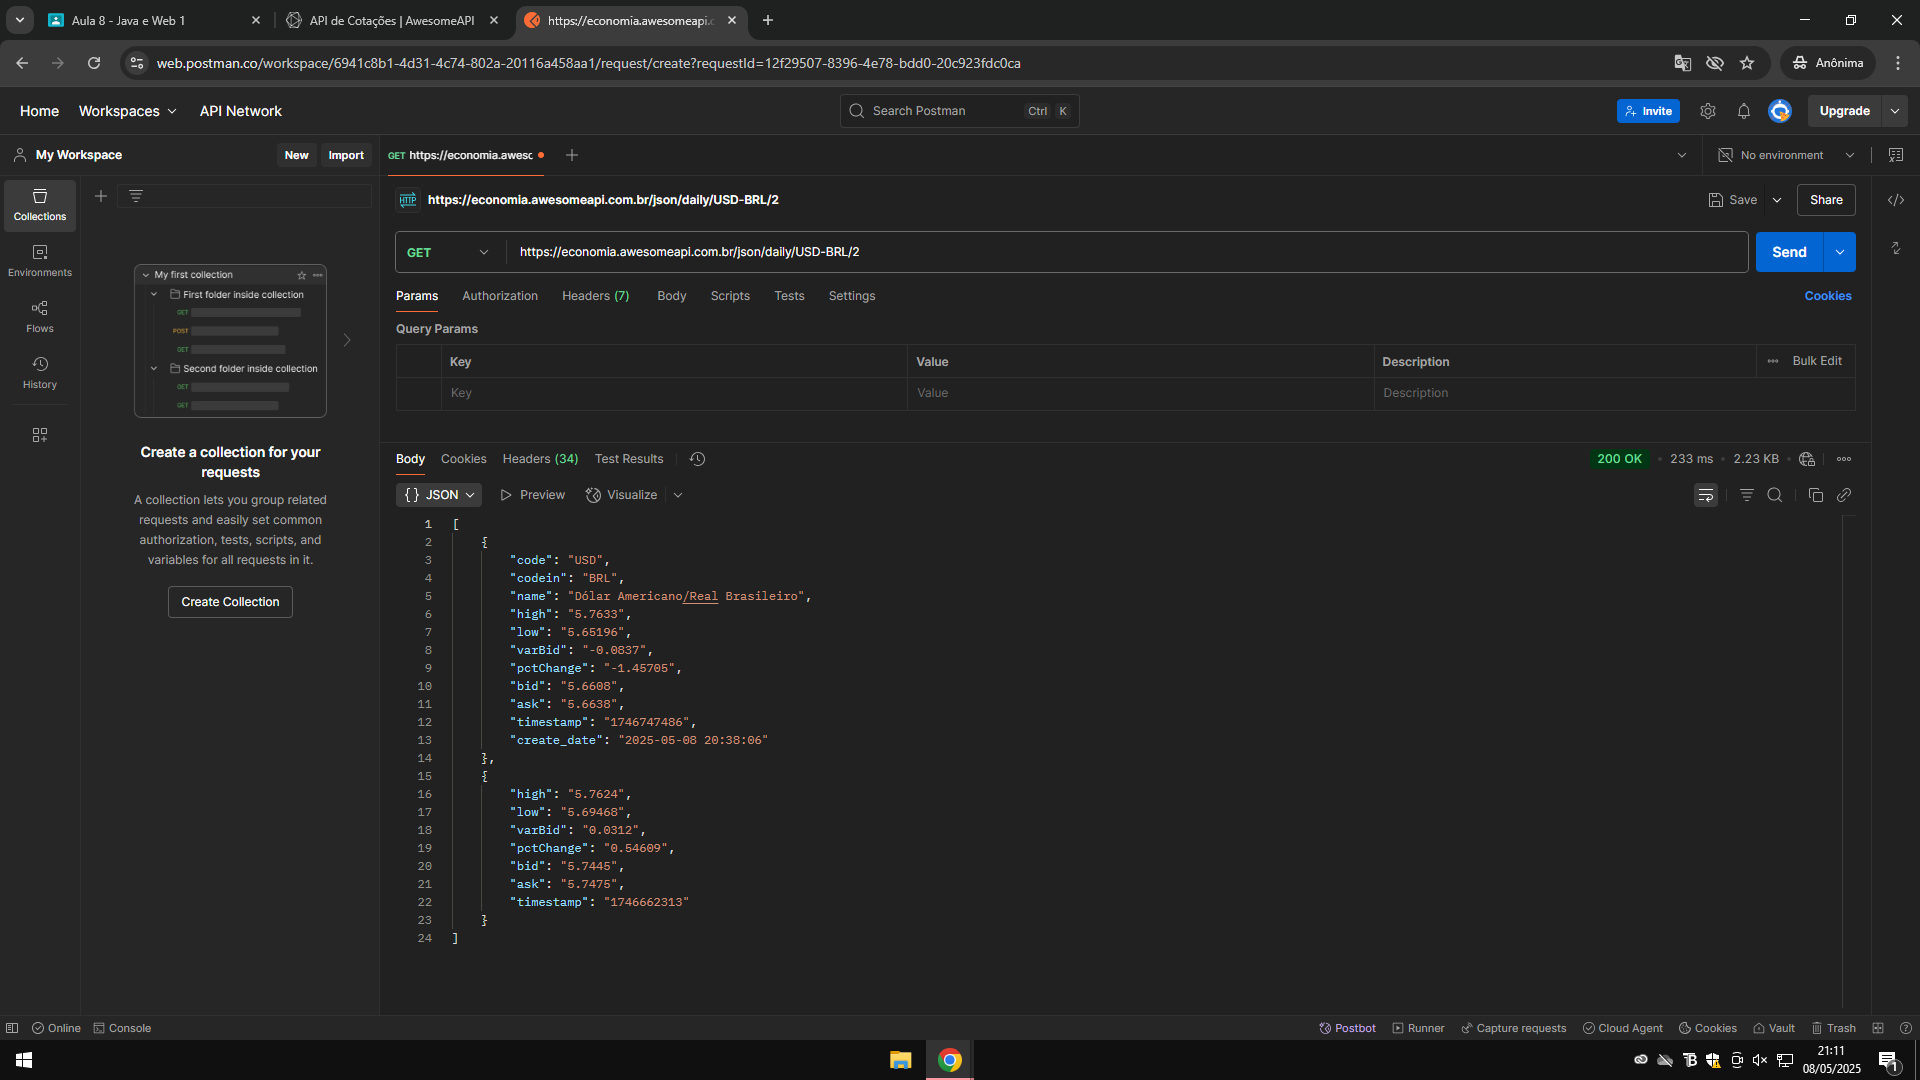 Aula 8 - Java e Web 1
API de Cotações | AwesomeAPI
https://economia.awesomeapi.c
web.postman.co/workspace/6941c8b1-4d31-4c74-802a-20116a458aa1/request/create?requestId=12f29507-8396-4e78-bdd0-20c923fdc0ca
Anônima
Home
Workspaces
API Network
Search Postman
Ctrl
K
Invite
Upgrade
My Workspace
New
Import
GET https://economia.awesc
No environment
Collections
Environments
Flows
History
My first collection
First folder inside collection
GET
POST
GET
Second folder inside collection
GET
GET
Create a collection for your
requests
A collection lets you group related
requests and easily set common
authorization, tests, scripts, and
variables for all requests in it.
Create Collection
HTTP
https://economia.awesomeapi.com.br/json/daily/USD-BRL/2
Save
Share
GET
https://economia.awesomeapi.com.br/json/daily/USD-BRL/2
Send
Params
Authorization
Headers (7)
Body
Scripts
Tests
Settings
Cookies
Query Params
Key
Value
Description
Bulk Edit
Key
Value
Description
Body
Cookies
Headers (34)
Test Results
200 OK
233 ms
2.23 KB
{} JSON
Preview
Visualize
1 [
2 {
3 "code": "USD",
4 "codein": "BRL",
5 "name": "Dólar Americano/Real Brasileiro",
6 "high": "5.7633",
7 "low": "5.65196",
8 "varBid": "-0.0837",
9 "pctChange": "-1.45705",
10 "bid": "5.6608",
11 "ask": "5.6638",
12 "timestamp": "1746747486",
13 "create_date": "2025-05-08 20:38:06"
14 },
15 {
16 "high": "5.7624",
17 "low": "5.69468",
18 "varBid": "0.0312",
19 "pctChange": "0.54609",
20 "bid": "5.7445",
21 "ask": "5.7475",
22 "timestamp": "1746662313"
23 }
24 ]
Online
Console
Postbot
Runner
Capture requests
Cloud Agent
Cookies
Vault
Trash
21:11
08/05/2025
1